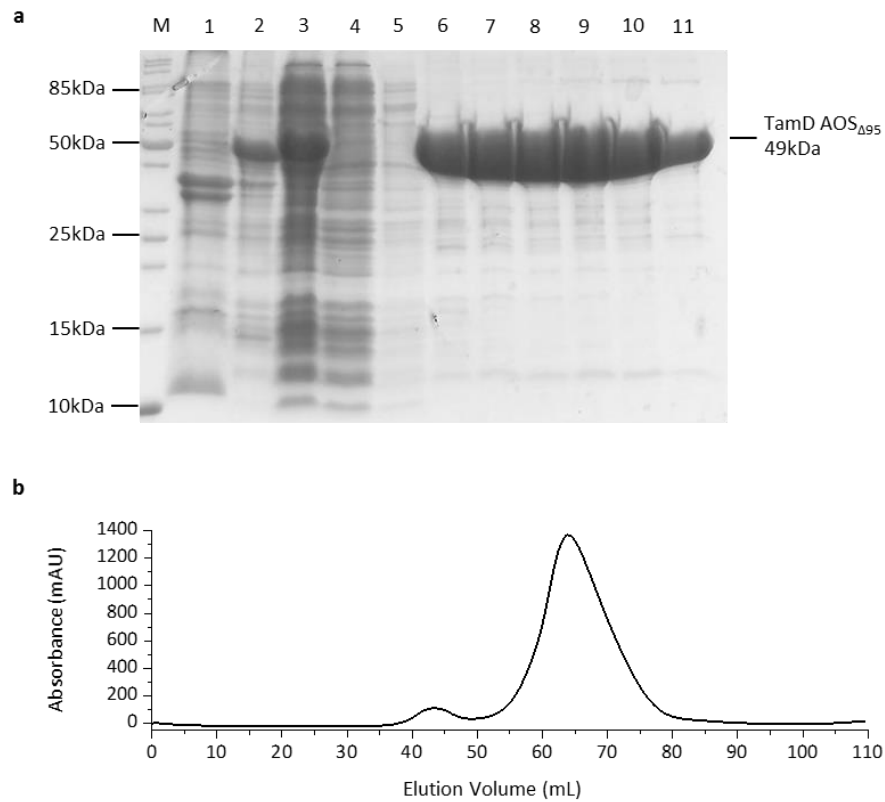 a
M 1 2 3 4 5 6 7 8 9 10 11
85kDa
50kDa
25kDa
15kDa
10kDa
TamD AOSΔ95
49kDa
b
1400
1200
1000
800
600
400
200
0
Absorbance (mAU)
0 10 20 30 40 50 60 70 80 90 100 110
Elution Volume (mL)